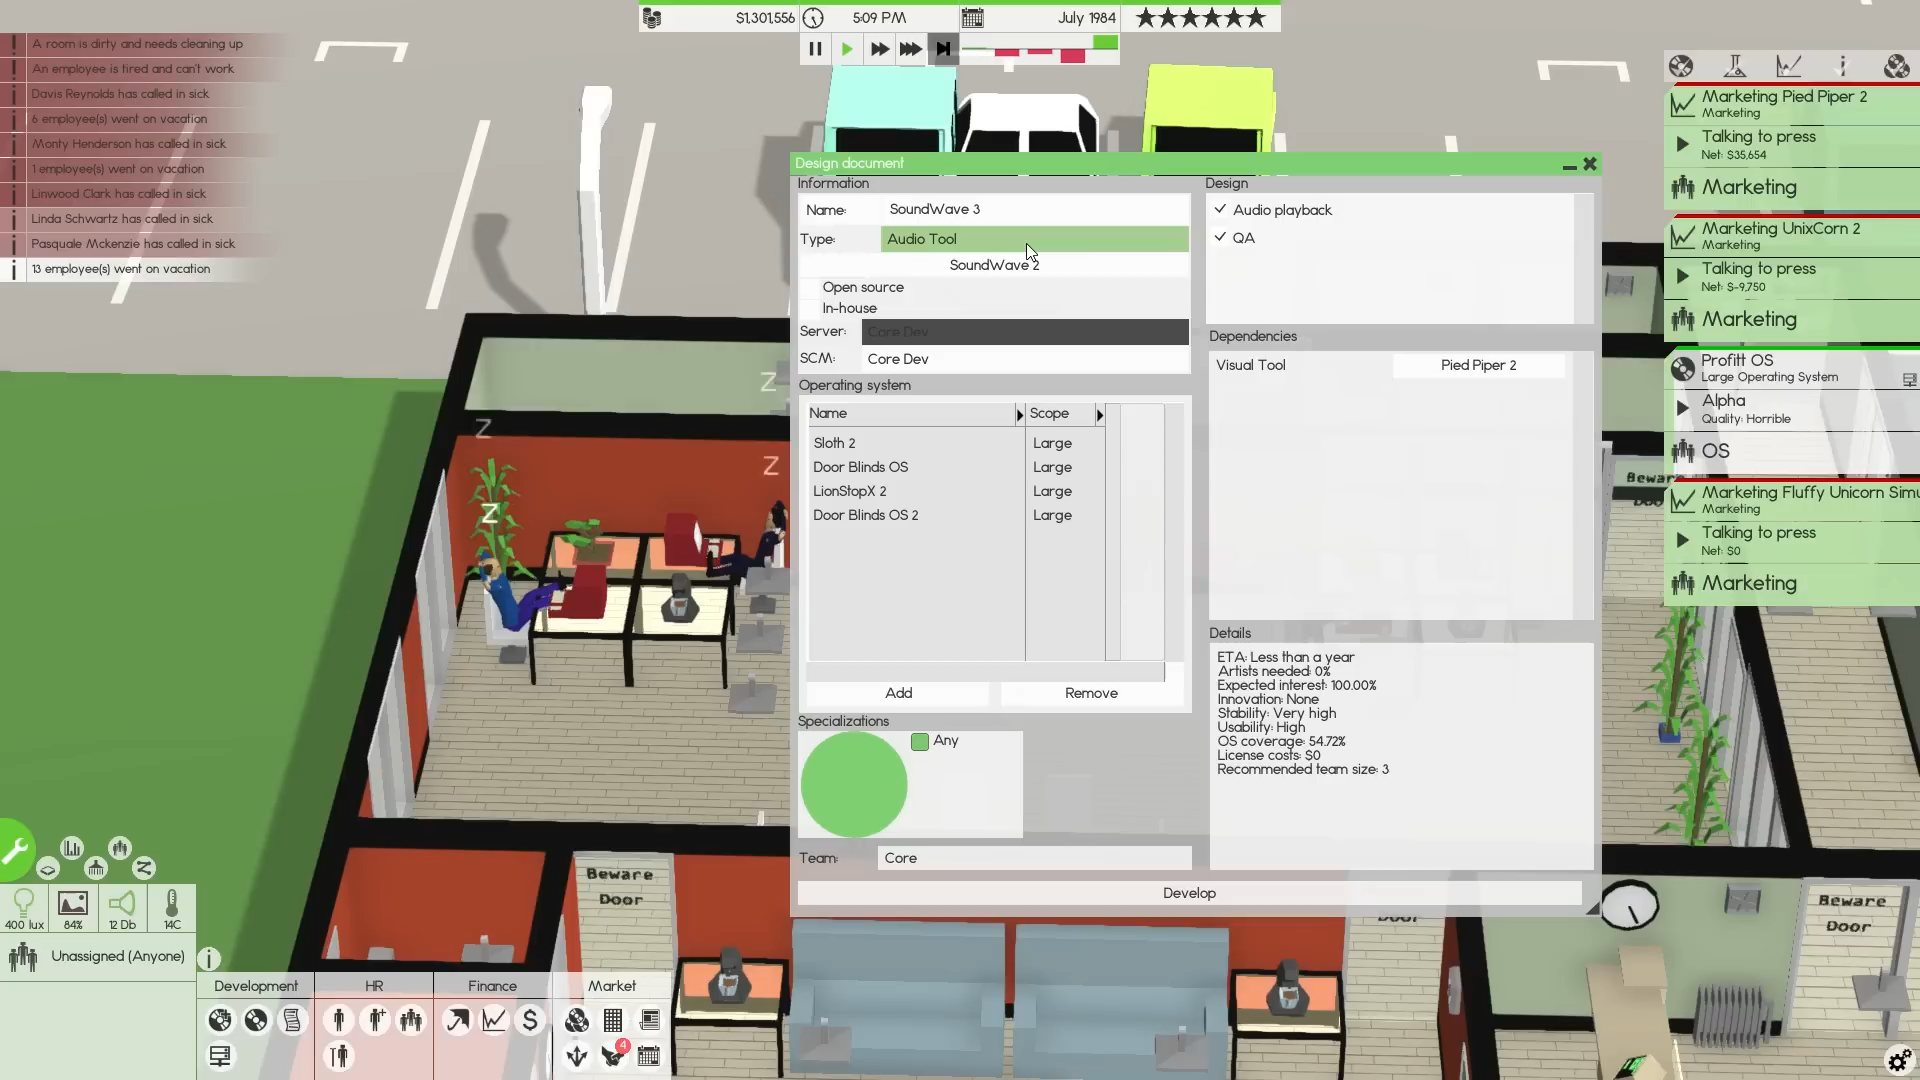 $1,301,556
5:09 PM
July 1984
A room is dirty and needs cleaning up
An employee is tired and can't work
Davis Reynolds has called in sick
6 employee(s) went on vacation
Monty Henderson has called in sick
1 employee(s) went on vacation
Linwood Clark has called in sick
Linda Schwartz has called in sick
Pasquale Mckenzie has called in sick
13 employee(s) went on vacation
Design document
Information
Name: SoundWave 3
Type: Audio Tool
SoundWave 2
Open source
In-house
Server: Core Dev
SCM: Core Dev
Operating system
Name Scope
Sloth 2 Large
Door Blinds OS Large
LionStopX 2 Large
Door Blinds OS 2 Large
Add Remove
Specializations
Any
Team: Core
Develop
Design
Audio playback
QA
Dependencies
Visual Tool Pied Piper 2
Details
ETA: Less than a year
Artists needed: 0%
Expected interest: 100.00%
Innovation: None
Stability: Very high
Usability: High
OS coverage: 54.72%
License costs: $0
Recommended team size: 3
Marketing Pied Piper 2
Marketing
Talking to press
Net: $35,654
Marketing
Marketing UnixCorn 2
Marketing
Talking to press
Net: $-9,750
Marketing
Profitt OS
Large Operating System
Alpha
Quality: Horrible
OS
Marketing Fluffy Unicorn Simu
Marketing
Talking to press
Net: $0
Marketing
Z
Z
Z
Z
Beware
Beware
Door
Door
Beware
Door
400 lux
84%
12 Db
14C
Unassigned (Anyone)
Development
HR
Finance
Market
4